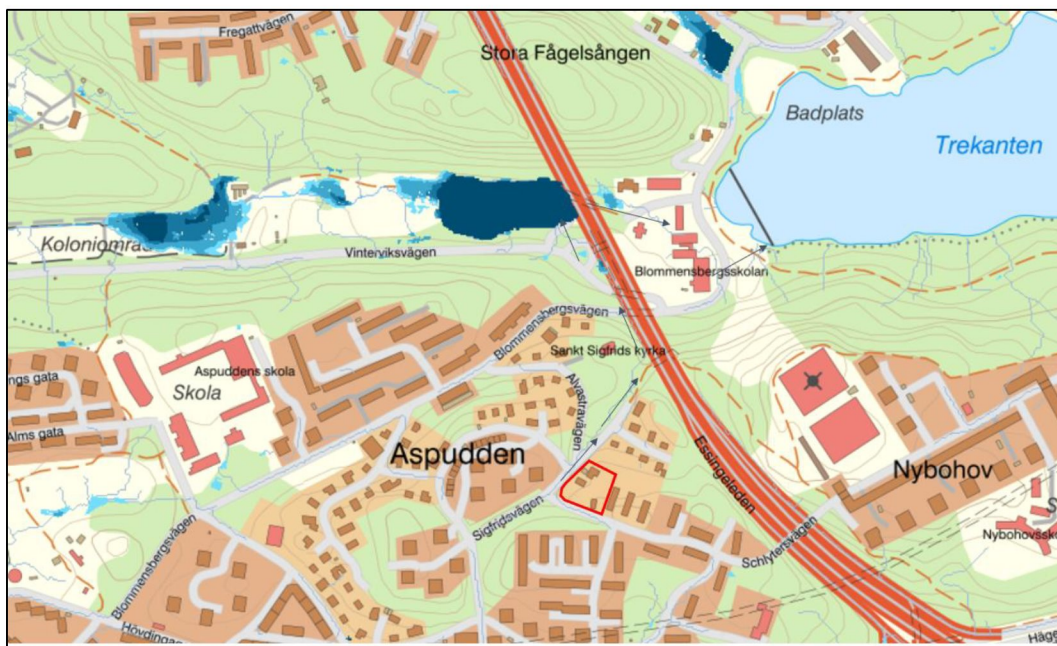 Fregattvägen
Stora Fågelsången
Badplats
Trekanten
Vinterviksvägen
Blommensbergsskolan
Blommensbergsvägen
Sankt Sigfrids kyrka
Aspuddens skola
Skola
Alvastravägen
Alms gata
Aspudden
Essingeleden
Nybohov
Sigfridsvägen
Schlytersvägen
Blommensbergsvägen